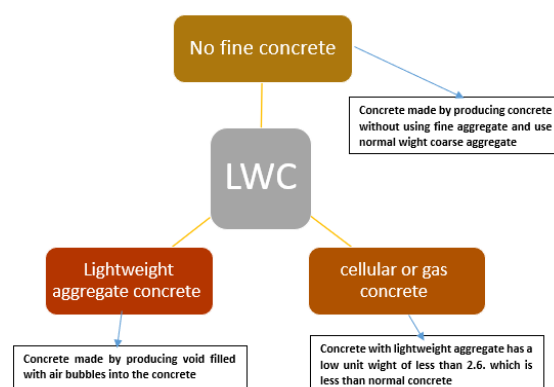 No fine concrete
Concrete made by producing concrete
without using fine aggregate and use
normal wight coarse aggregate
LWC
Lightweight
aggregate concrete
cellular or gas
concrete
Concrete made by producing void filled
with air bubbles into the concrete
Concrete with lightweight aggregate has a
low unit wight of less than 2.6. which is
less than normal concrete